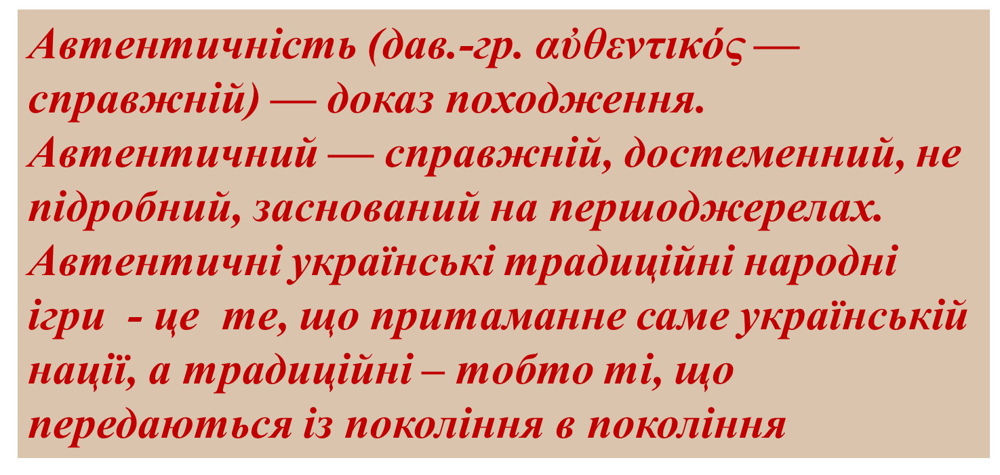 Автентичність (дав.-гр. αὐθεντικός —
справжній) — доказ походження.
Автентичний — справжній, достеменний, не
підробний, заснований на першоджерелах.
Автентичні українські традиційні народні
ігри  - це  те, що притаманне саме українській
нації, а традиційні – тобто ті, що
передаються із покоління в покоління